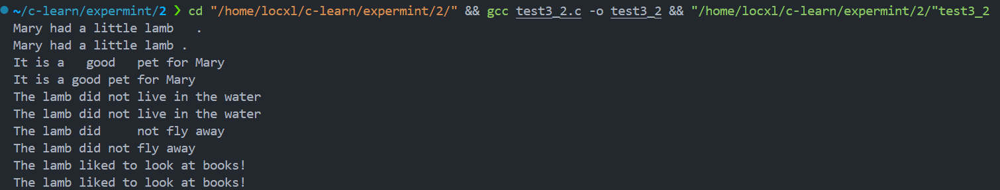 ~/c-learn/experment/2 ❯ cd "/home/locxl/c-learn/experment/2/" && gcc test3_2.c -o test3_2 && "/home/locxl/c-learn/experment/2/"test3_2
Mary had a little lamb   .
Mary had a little lamb .
It is a   good   pet for Mary
It is a good pet for Mary
The lamb did not live in the water
The lamb did not live in the water
The lamb did     not fly away
The lamb did not fly away
The lamb liked to look at books!
The lamb liked to look at books!